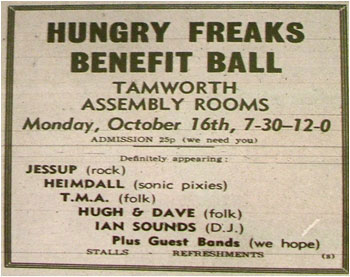 HUNGRY FREAKS
BENEFIT BALL
TAMWORTH
ASSEMBLY ROOMS
Monday, October 16th, 7-30—12-0
ADMISSION 25p (we need you)
Definitely appearing :
JESSUP (rock)
HEIMDALL (sonic pixies)
T.M.A. (folk)
HUGH & DAVE (folk)
IAN SOUNDS (D.J.)
Plus Guest Bands (we hope)
STALLS REFRESHMENTS (s)